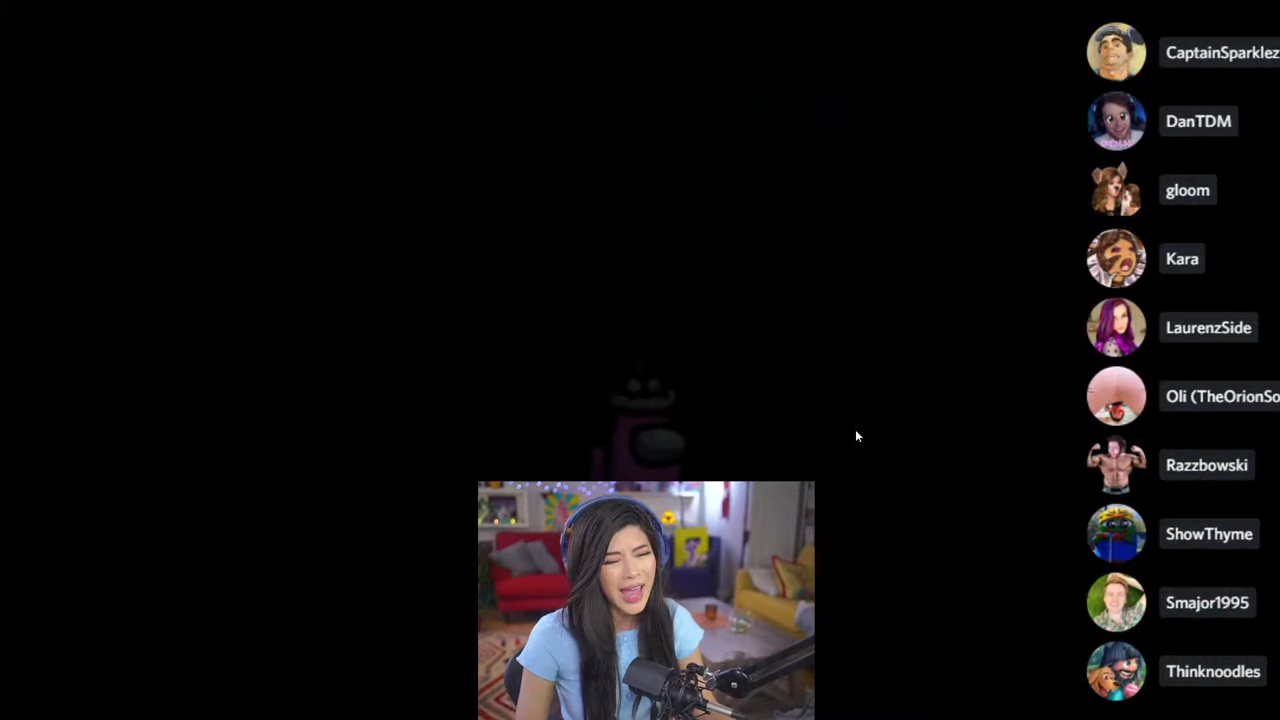 CaptainSparklez
DanTDM
gloom
Kara
LaurenzSide
Oli (TheOrionSo
Razzbowski
ShowThyme
Smajor1995
Thinknoodles